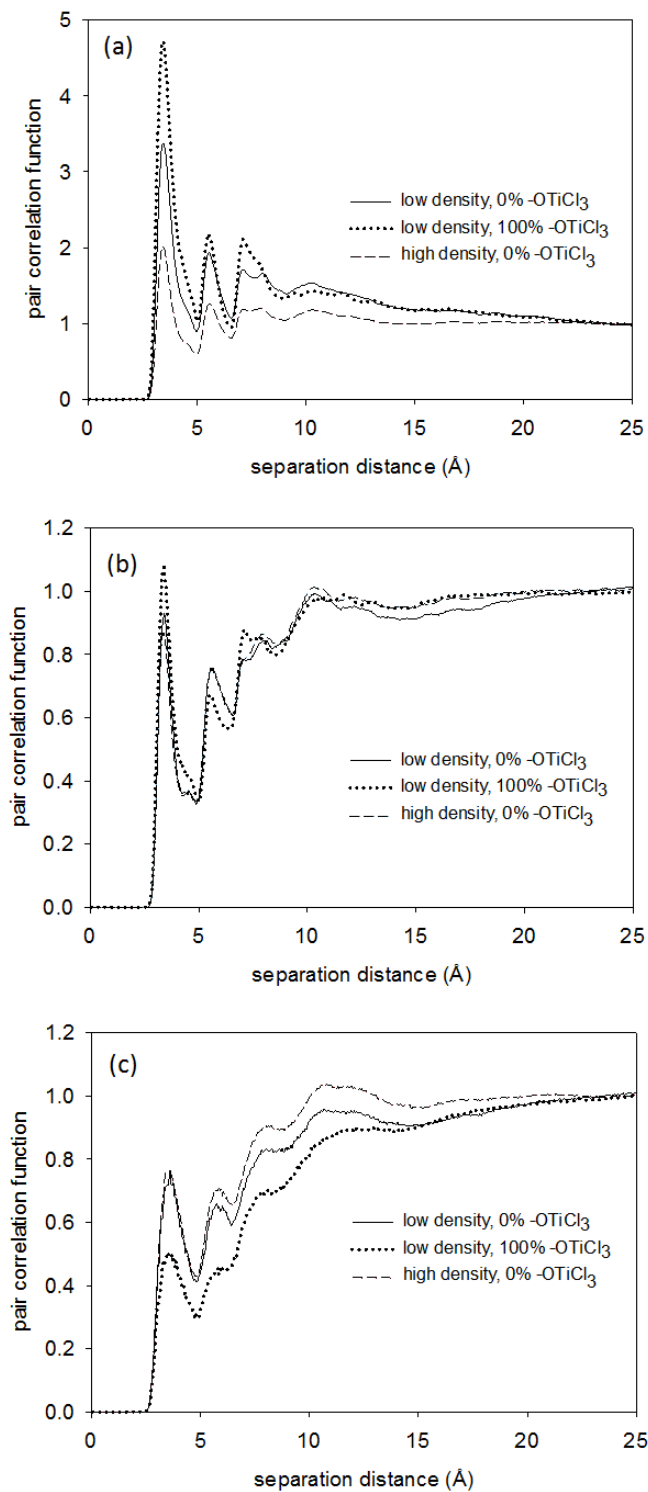 (a)
pair correlation function
5
4
3
2
1
0
low density, 0% -OTiCl3
low density, 100% -OTiCl3
high density, 0% -OTiCl3
0 5 10 15 20 25
separation distance (Å)
(b)
pair correlation function
1.2
1.0
0.8
0.6
0.4
0.2
0.0
low density, 0% -OTiCl3
low density, 100% -OTiCl3
high density, 0% -OTiCl3
0 5 10 15 20 25
separation distance (Å)
(c)
pair correlation function
1.2
1.0
0.8
0.6
0.4
0.2
0.0
low density, 0% -OTiCl3
low density, 100% -OTiCl3
high density, 0% -OTiCl3
0 5 10 15 20 25
separation distance (Å)